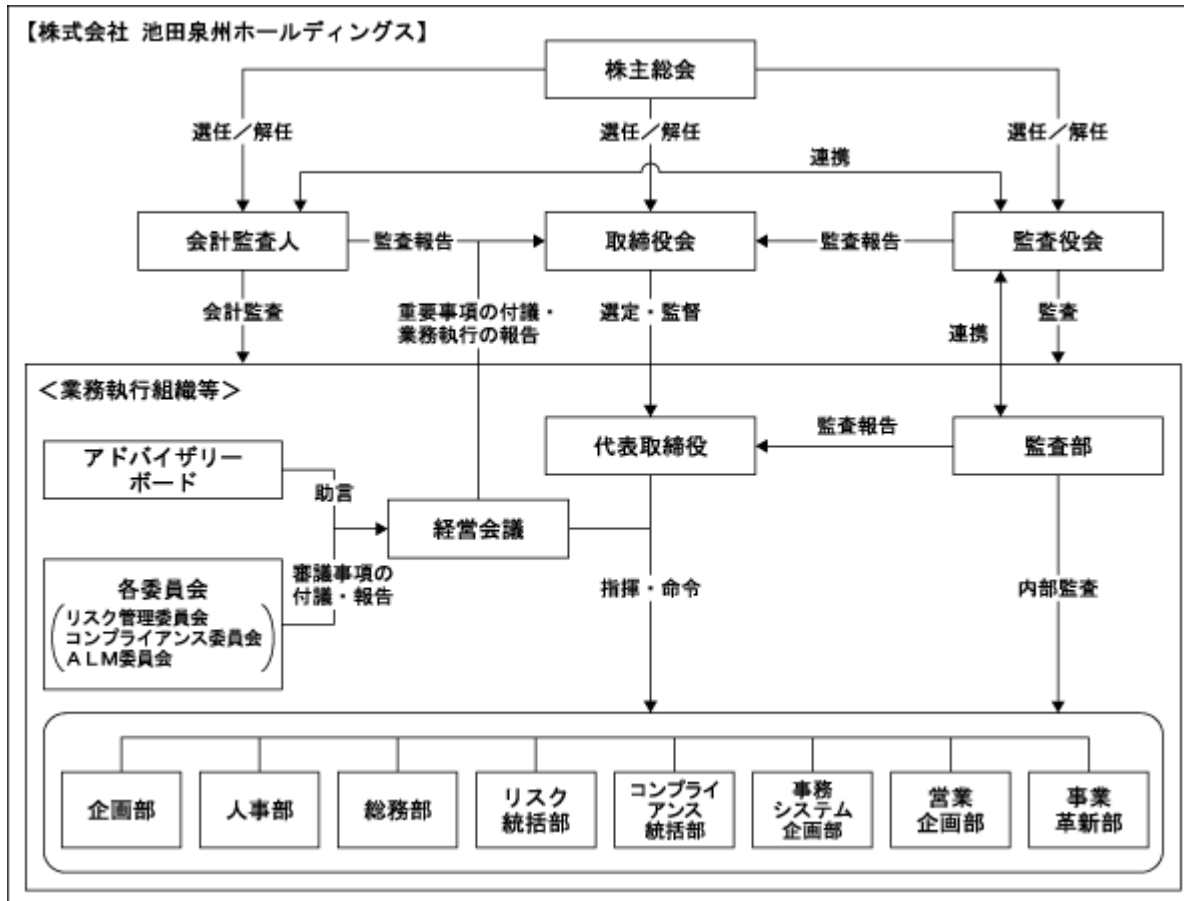 【株式会社 池田泉州ホールディングス】
株主総会
選任／解任
選任／解任
選任／解任
連携
会計監査人
監査報告
取締役会
監査報告
監査役会
会計監査
重要事項の付議・
業務執行の報告
選定・監督
連携
監査
＜業務執行組織等＞
アドバイザリー
ボード
助言
代表取締役
監査報告
監査部
経営会議
各委員会
リスク管理委員会
コンプライアンス委員会
ＡＬＭ委員会
審議事項の
付議・報告
指揮・命令
内部監査
企画部
人事部
総務部
リスク
統括部
コンプライ
アンス
統括部
事務
システム
企画部
営業
企画部
事業
革新部